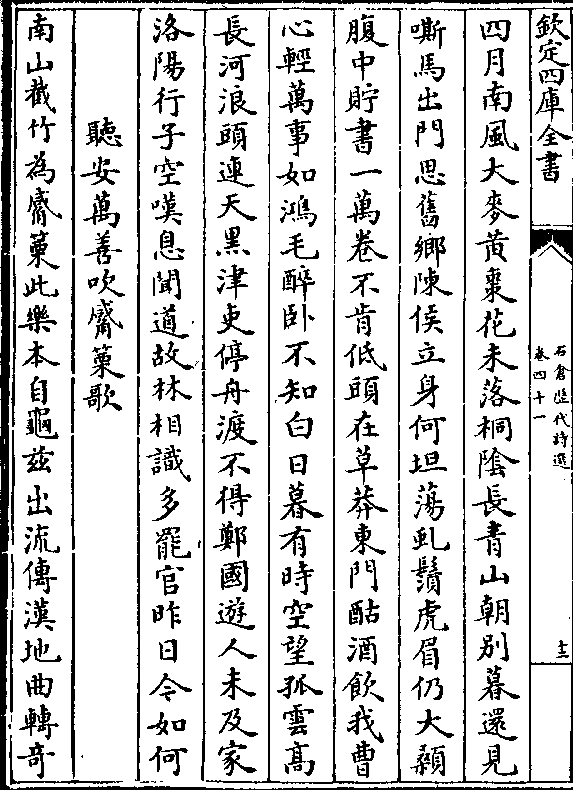 欽定四庫全書
石倉歴代詩選
卷四十一
四月南風大麥黃棗花未落桐隂長青山朝别暮還見
嘶馬出門思舊鄉陳侯立身何坦蕩虬鬚虎眉仍大顙
腹中貯書一萬卷不肯低頭在草莽東門酤酒飲我曹
心輕萬事如鴻毛醉卧不知白日暮有時空望孤雲髙
長河浪頭連天黑津吏停舟渡不得鄭國遊人未及家
洛陽行子空嘆息聞道故林相識多罷官昨日今如何
聽安萬善吹觱篥歌
南山截竹為觱篥此樂本自龜兹出流傳漢地曲轉奇